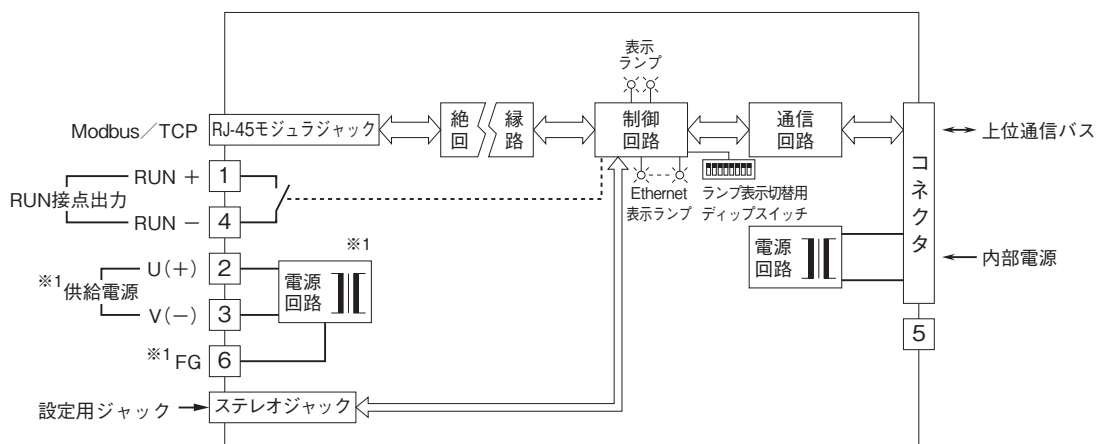 表示
ランプ
Modbus／TCP
RJ-45モジュラジャック
絶 縁
回 路
制御
回路
通信
回路
コネクタ
上位通信バス
RUN接点出力
RUN ＋
1
RUN －
4
Ethernet
表示ランプ
ランプ表示切替用
ディップスイッチ
※1
※1供給電源
U(＋)
2
V(－)
3
電源
回路
電源
回路
内部電源
※1 FG
6
5
設定用ジャック
ステレオジャック